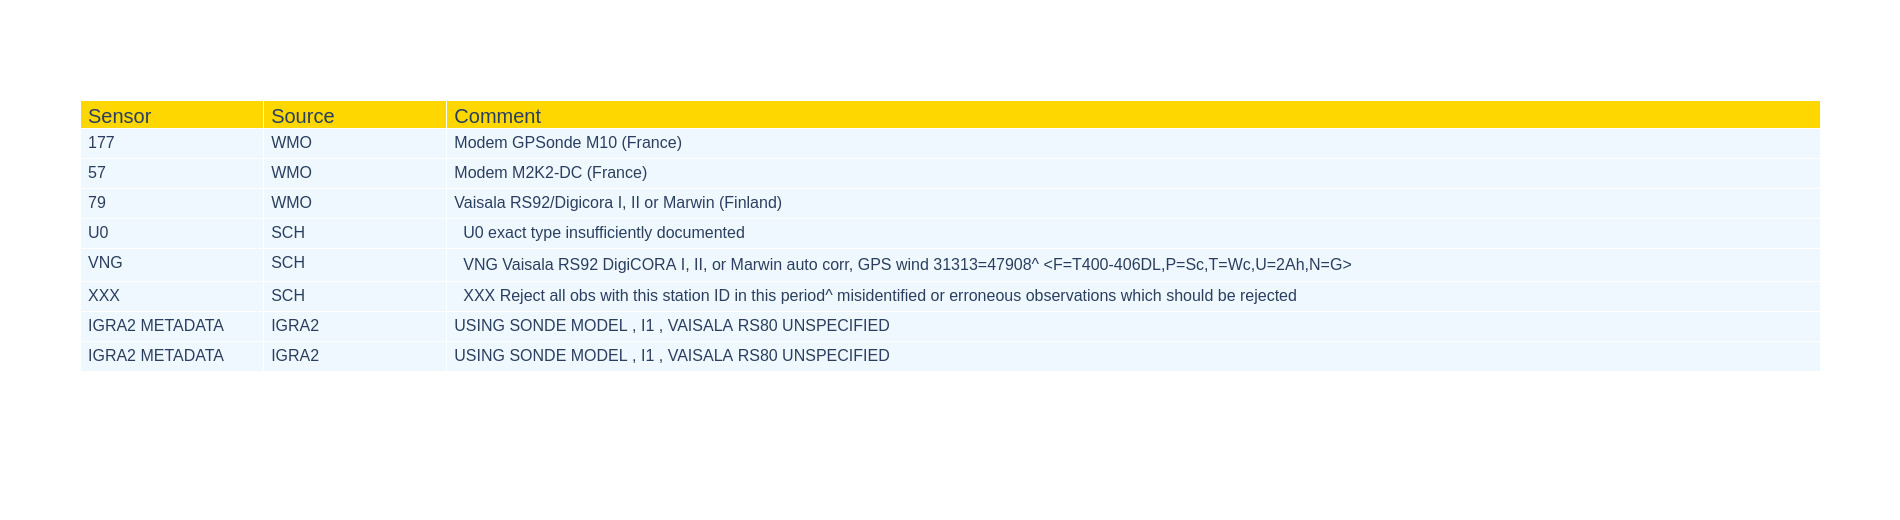 Sensor Source Comment
177 WMO Modem GPSonde M10 (France)
57 WMO Modem M2K2-DC (France)
79 WMO Vaisala RS92/Digicora I, II or Marwin (Finland)
U0 SCH U0 exact type insufficiently documented
VNG SCH VNG Vaisala RS92 DigiCORA I, II, or Marwin auto corr, GPS wind 31313=47908^ <F=T400-406DL,P=Sc,T=Wc,U=2Ah,N=G>
XXX SCH XXX Reject all obs with this station ID in this period^ misidentified or erroneous observations which should be rejected
IGRA2 METADATA IGRA2 USING SONDE MODEL , I1 , VAISALA RS80 UNSPECIFIED
IGRA2 METADATA IGRA2 USING SONDE MODEL , I1 , VAISALA RS80 UNSPECIFIED